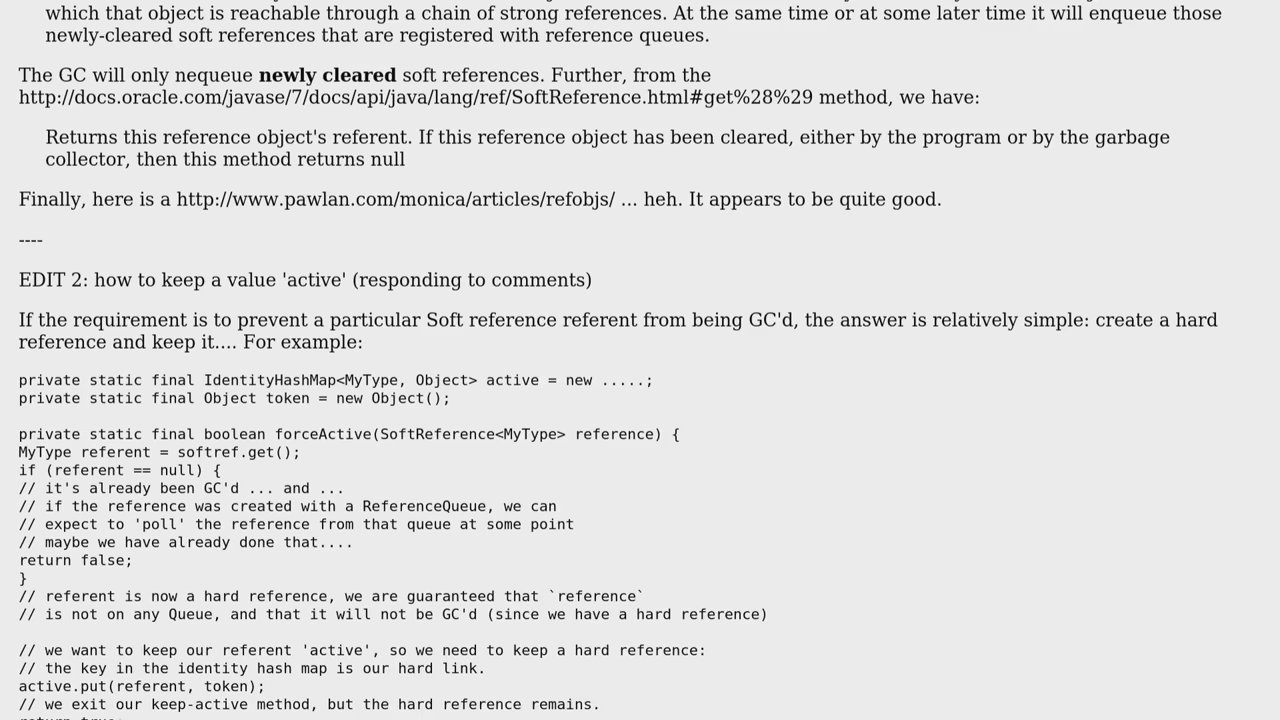 which that object is reachable through a chain of strong references. At the same time or at some later time it will enqueue those
newly-cleared soft references that are registered with reference queues.
The GC will only nequeue newly cleared soft references. Further, from the
http://docs.oracle.com/javase/7/docs/api/java/lang/ref/SoftReference.html#get%28%29 method, we have:
Returns this reference object's referent. If this reference object has been cleared, either by the program or by the garbage
collector, then this method returns null
Finally, here is a http://www.pawlan.com/monica/articles/refobjs/ ... heh. It appears to be quite good.
----
EDIT 2: how to keep a value 'active' (responding to comments)
If the requirement is to prevent a particular Soft reference referent from being GC'd, the answer is relatively simple: create a hard
reference and keep it.... For example:
private static final IdentityHashMap<MyType, Object> active = new .....;
private static final Object token = new Object();
private static final boolean forceActive(SoftReference<MyType> reference) {
MyType referent = softref.get();
if (referent == null) {
// it's already been GC'd ... and ...
// if the reference was created with a ReferenceQueue, we can
// expect to 'poll' the reference from that queue at some point
// maybe we have already done that....
return false;
}
// referent is now a hard reference, we are guaranteed that `reference`
// is not on any Queue, and that it will not be GC'd (since we have a hard reference)
// we want to keep our referent 'active', so we need to keep a hard reference:
// the key in the identity hash map is our hard link.
active.put(referent, token);
// we exit our keep-active method, but the hard reference remains.